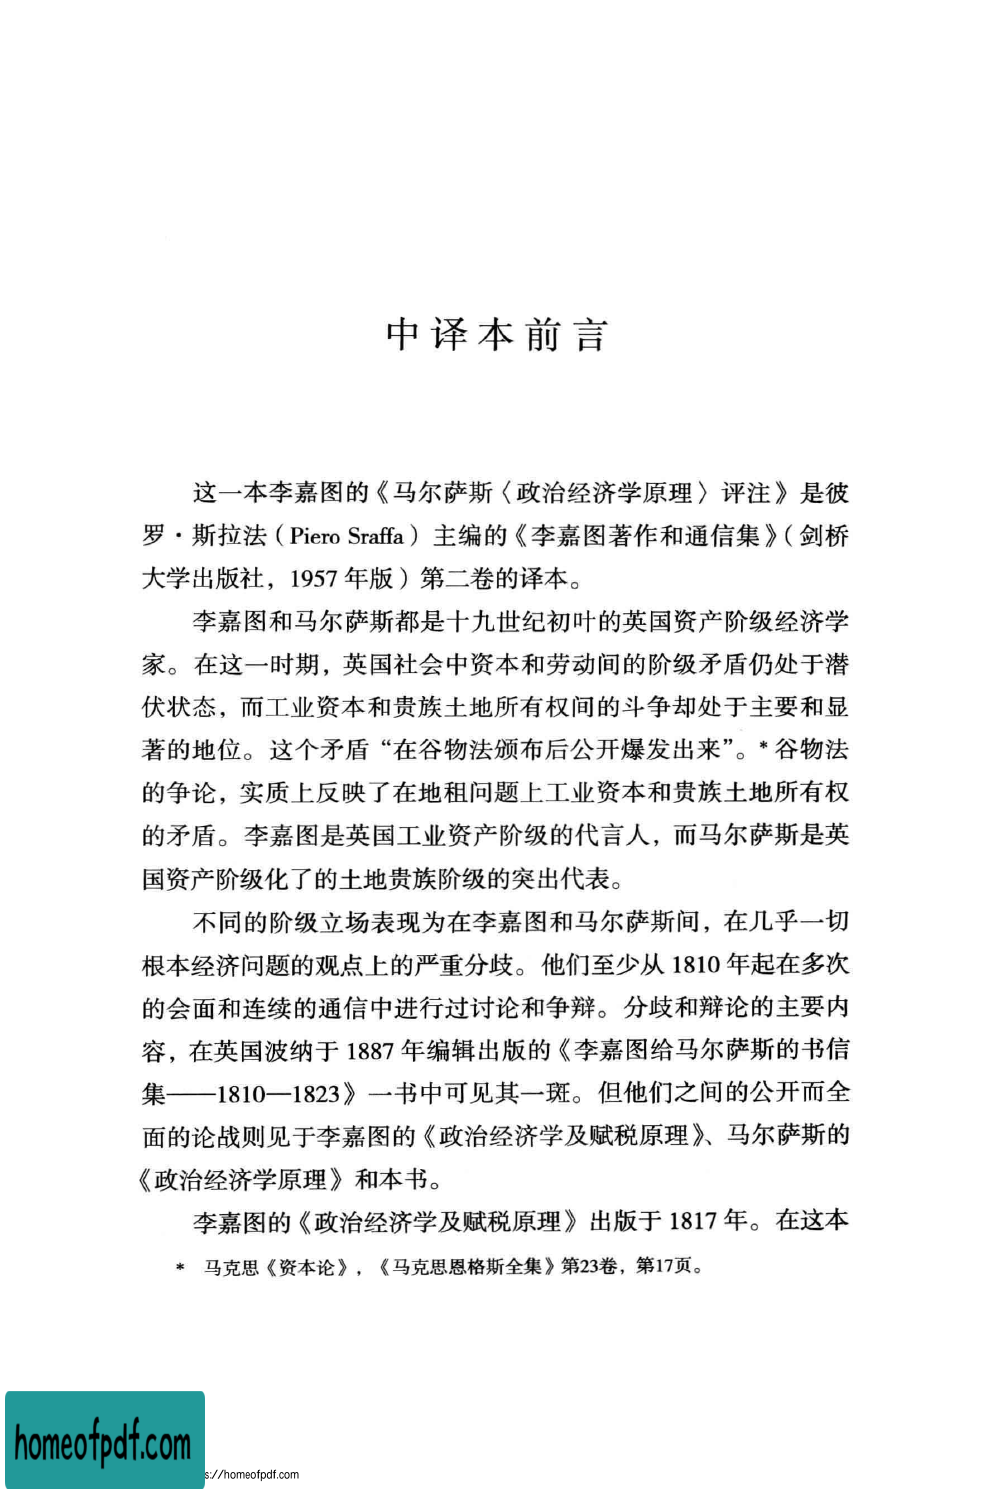 中译本前言
这一本李嘉图的《马尔萨斯〈政治经济学原理〉评注》是彼
罗·斯拉法（Piero Sraffa）主编的《李嘉图著作和通信集》（剑桥
大学出版社，1957 年版）第二卷的译本。
李嘉图和马尔萨斯都是十九世纪初叶的英国资产阶级经济学
家。在这一时期，英国社会中资本和劳动间的阶级矛盾仍处于潜
伏状态，而工业资本和贵族土地所有权间的斗争却处于主要和显
著的地位。这个矛盾“在谷物法颁布后公开爆发出来”。* 谷物法
的争论，实质上反映了在地租问题上工业资本和贵族土地所有权
的矛盾。李嘉图是英国工业资产阶级的代言人，而马尔萨斯是英
国资产阶级化了的土地贵族阶级的突出代表。
不同的阶级立场表现为在李嘉图和马尔萨斯间，在几乎一切
根本经济问题的观点上的严重分歧。他们至少从 1810 年起在多次
的会面和连续的通信中进行过讨论和争辩。分歧和辩论的主要内
容，在英国波纳于 1887 年编辑出版的《李嘉图给马尔萨斯的书信
集——1810—1823》一书中可见其一斑。但他们之间的公开而全
面的论战则见于李嘉图的《政治经济学及赋税原理》、马尔萨斯的
《政治经济学原理》和本书。
李嘉图的《政治经济学及赋税原理》出版于 1817 年。在这本
* 马克思《资本论》，《马克思恩格斯全集》第23卷，第17页。
homeofpdf.com
s://homeofpdf.com